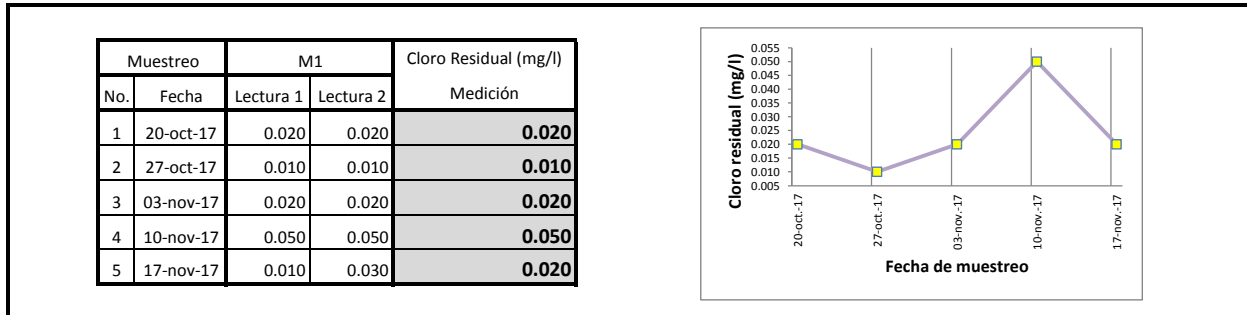 Muestreo M1 Cloro Residual (mg/l)
No. Fecha Lectura 1 Lectura 2 Medición
1 20-oct-17 0.020 0.020 0.020
2 27-oct-17 0.010 0.010 0.010
3 03-nov-17 0.020 0.020 0.020
4 10-nov-17 0.050 0.050 0.050
5 17-nov-17 0.010 0.030 0.020
Cloro residual (mg/l)
0.055
0.050
0.045
0.040
0.035
0.030
0.025
0.020
0.015
0.010
0.005
20-oct.-17
27-oct.-17
03-nov.-17
10-nov.-17
17-nov.-17
Fecha de muestreo